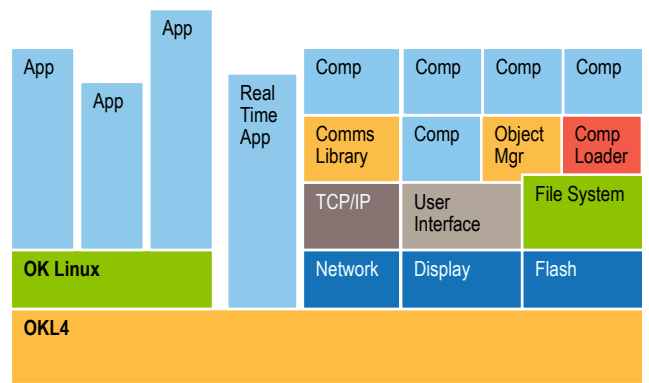 App
App
App
Real
Time
App
Comp
Comp
Comp
Comp
Comms
Library
Comp
Object
Mgr
Comp
Loader
TCP/IP
User
Interface
File System
OK Linux
Network
Display
Flash
OKL4